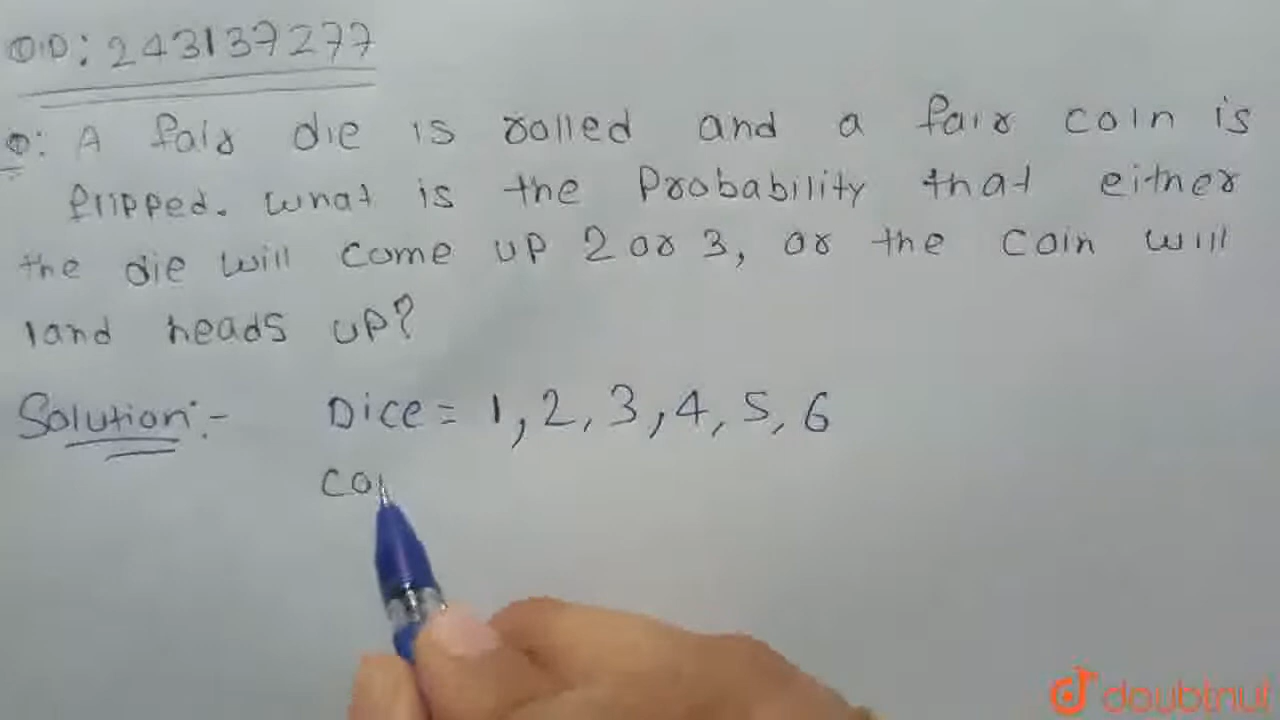 QID: 243137277
Q: A fair die is rolled and a fair coin is
flipped. What is the Probability that either
the die will come up 2 or 3, or the coin will
land heads up?
Solution:- Dice = 1, 2, 3, 4, 5, 6
coi
doubtnut